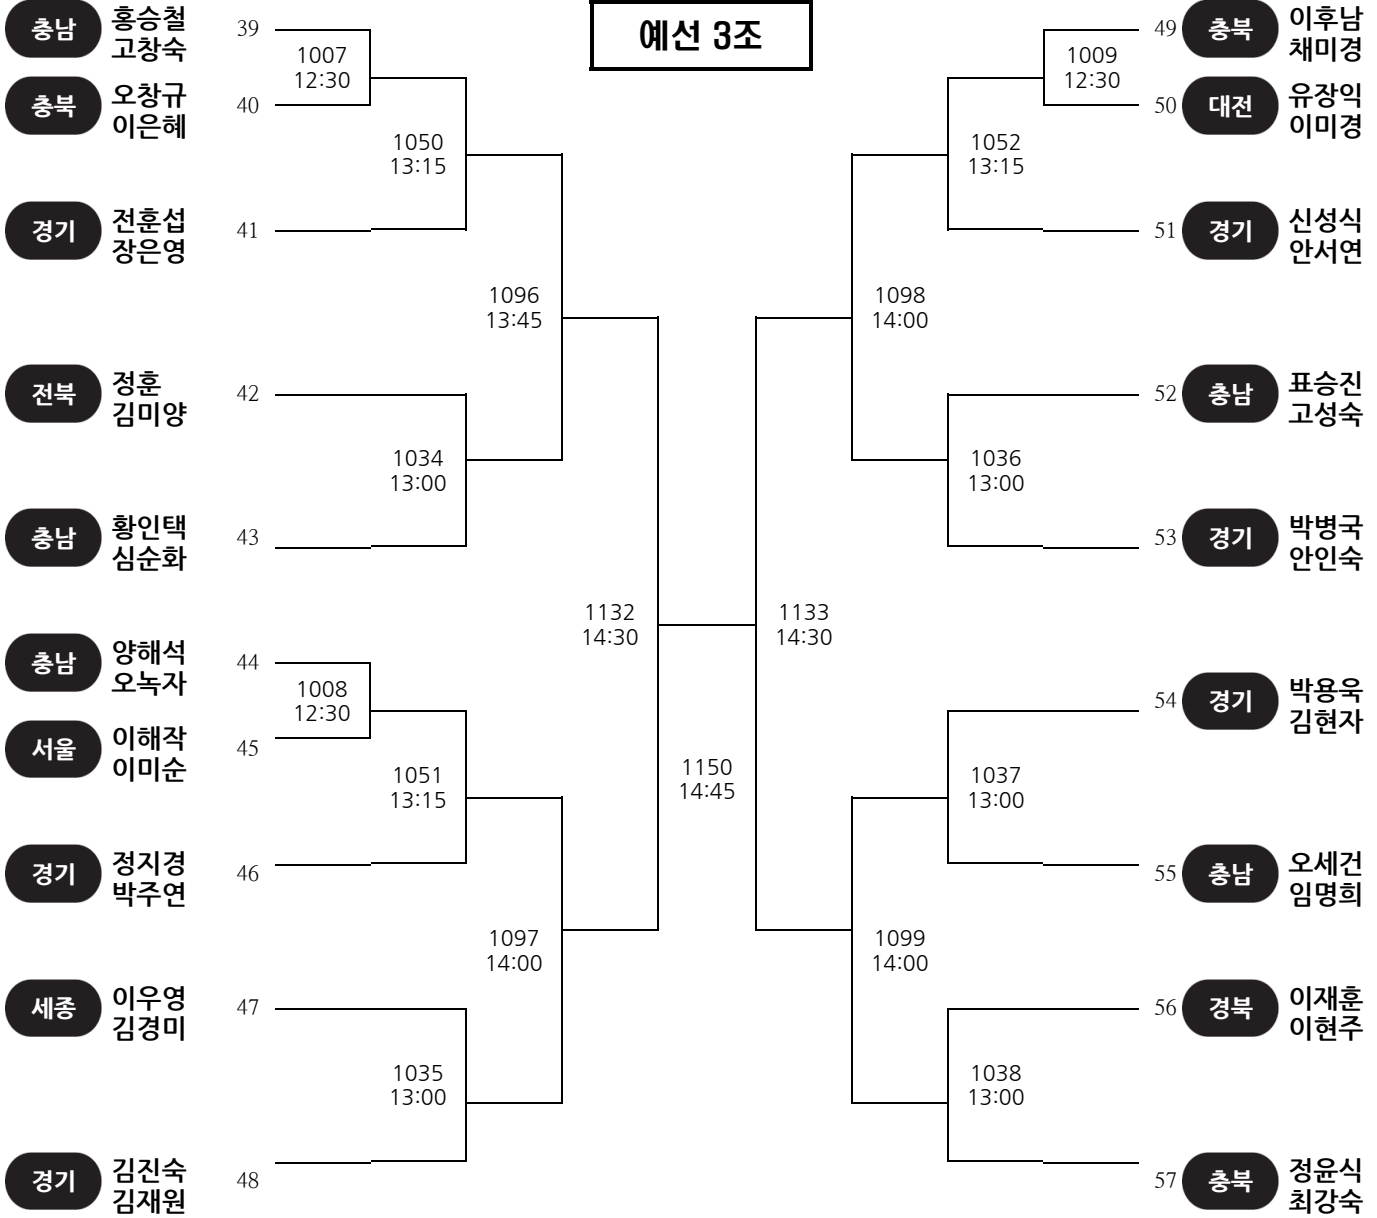 예선 3조
충남
홍승철
고창숙
39
1007
12:30
충북
오창규
이은혜
40
1050
13:15
경기
전훈섭
장은영
41
1096
13:45
전북
정훈
김미양
42
1034
13:00
충남
황인택
심순화
43
1132
14:30
충남
양해석
오녹자
44
1008
12:30
서울
이해작
이미순
45
1051
13:15
경기
정지경
박주연
46
1097
14:00
세종
이우영
김경미
47
1035
13:00
경기
김진숙
김재원
48
1150
14:45
49
충북
이후남
채미경
1009
12:30
50
대전
유장익
이미경
1052
13:15
51
경기
신성식
안서연
1098
14:00
52
충남
표승진
고성숙
1036
13:00
53
경기
박병국
안인숙
1133
14:30
54
경기
박용욱
김현자
1037
13:00
55
충남
오세건
임명희
1099
14:00
56
경북
이재훈
이현주
1038
13:00
57
충북
정윤식
최강숙